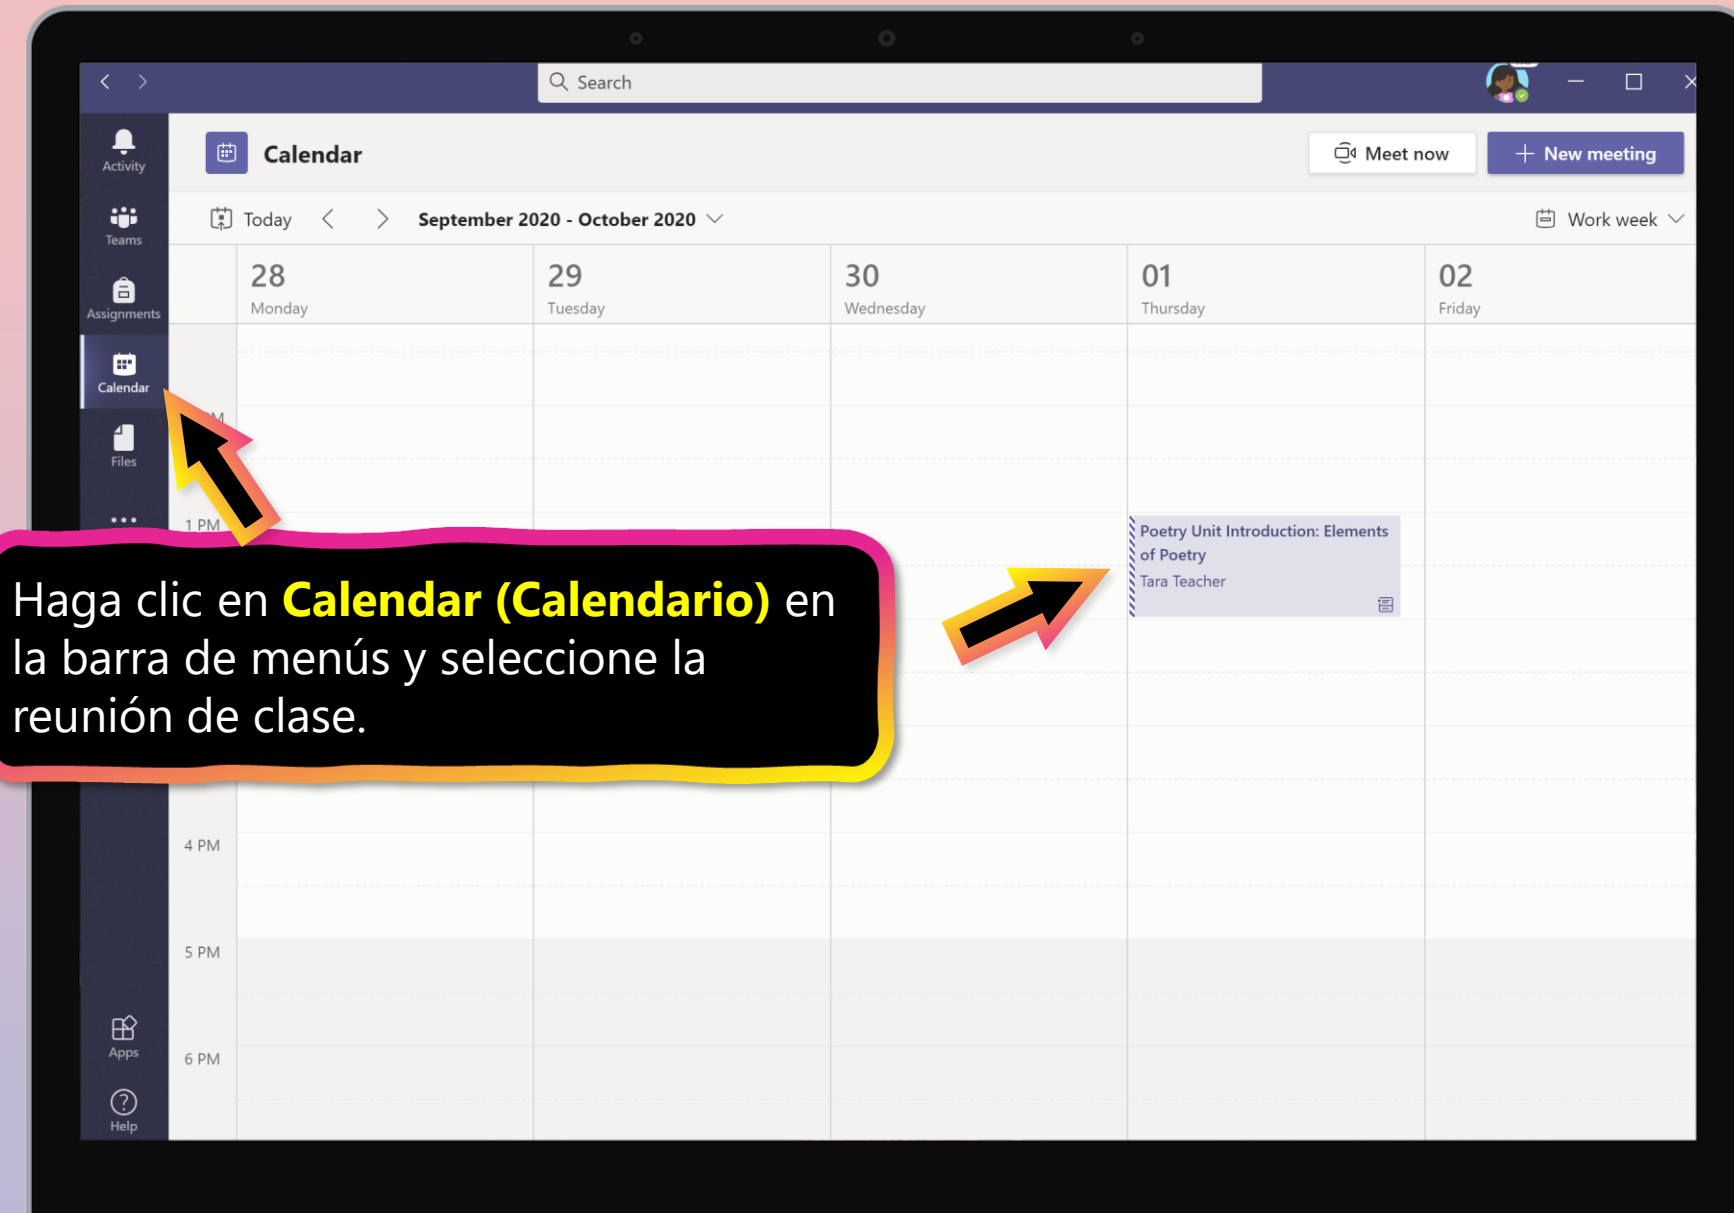 Search
Activity
Calendar
Meet now
New meeting
Teams
Today
September 2020 - October 2020
Work week
Assignments
28
Monday
29
Tuesday
30
Wednesday
01
Thursday
02
Friday
Calendar
Files
1 PM
Poetry Unit Introduction: Elements
of Poetry
Tara Teacher
Haga clic en Calendar (Calendario) en
la barra de menús y seleccione la
reunión de clase.
4 PM
5 PM
6 PM
Apps
Help